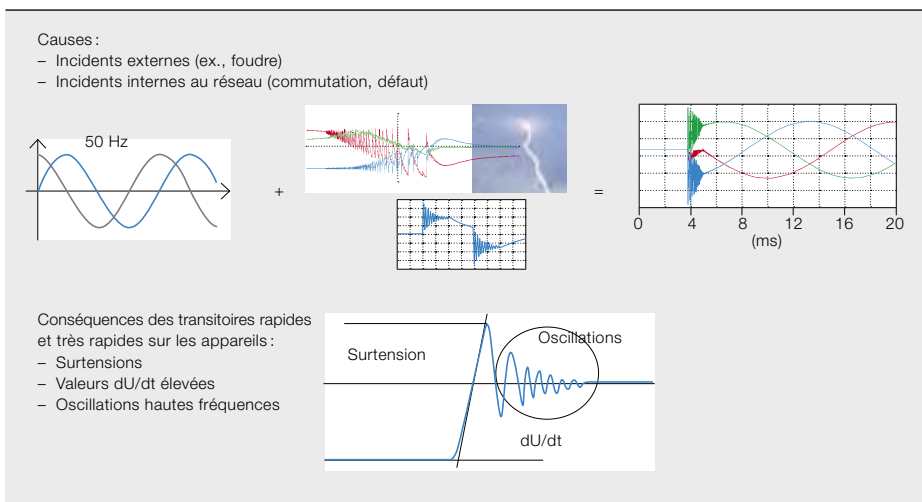 Causes :
– Incidents externes (ex., foudre)
– Incidents internes au réseau (commutation, défaut)
50 Hz
+
=
0 4 8 12 16 20
(ms)
Conséquences des transitoires rapides
et très rapides sur les appareils :
– Surtensions
– Valeurs dU/dt élevées
– Oscillations hautes fréquences
Surtension
Oscillations
dU/dt